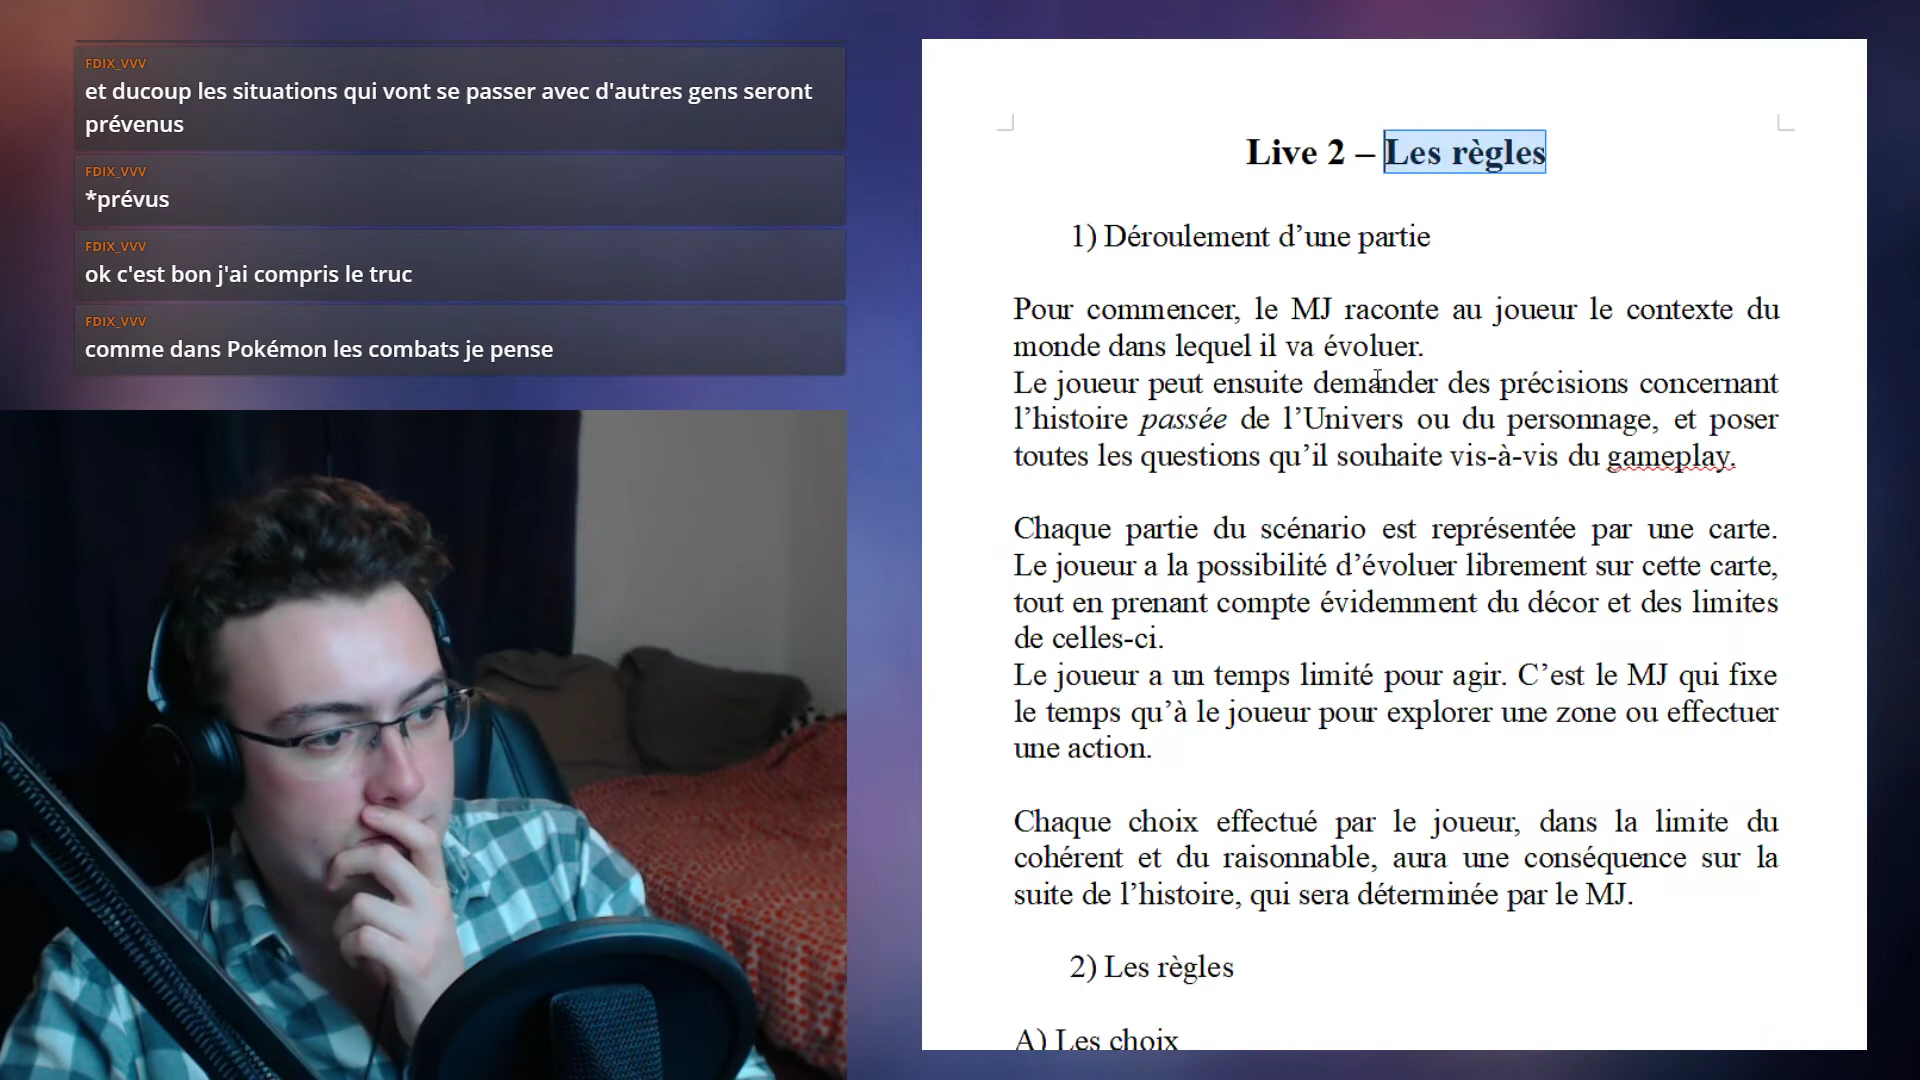 FDIX_VVV
et ducoup les situations qui vont se passer avec d'autres gens seront
prévenus
FDIX_VVV
*prévus
FDIX_VVV
ok c'est bon j'ai compris le truc
FDIX_VVV
comme dans Pokémon les combats je pense
Live 2 – Les règles
1) Déroulement d’une partie
Pour commencer, le MJ raconte au joueur le contexte du
monde dans lequel il va évoluer.
Le joueur peut ensuite demander des précisions concernant
l’histoire passée de l’Univers ou du personnage, et poser
toutes les questions qu’il souhaite vis-à-vis du gameplay.
Chaque partie du scénario est représentée par une carte.
Le joueur a la possibilité d’évoluer librement sur cette carte,
tout en prenant compte évidemment du décor et des limites
de celles-ci.
Le joueur a un temps limité pour agir. C’est le MJ qui fixe
le temps qu’à le joueur pour explorer une zone ou effectuer
une action.
Chaque choix effectué par le joueur, dans la limite du
cohérent et du raisonnable, aura une conséquence sur la
suite de l’histoire, qui sera déterminée par le MJ.
2) Les règles
A) Les choix